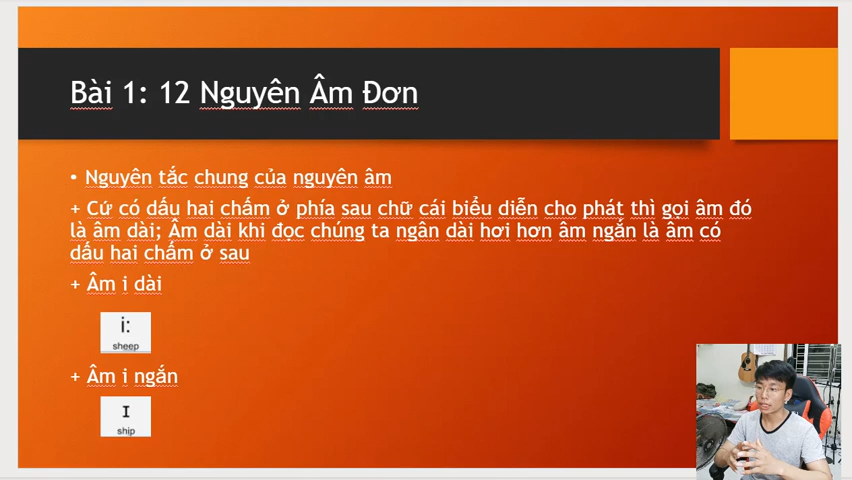 Bài 1: 12 Nguyên Âm Đơn
• Nguyên tắc chung của nguyên âm
+ Cứ có dấu hai chấm ở phía sau chữ cái biểu diễn cho phát thì gọi âm đó
là âm dài; Âm dài khi đọc chúng ta ngân dài hơi hơn âm ngắn là âm có
dấu hai chấm ở sau
+ Âm i dài
i:
sheep
+ Âm i ngắn
ɪ
ship